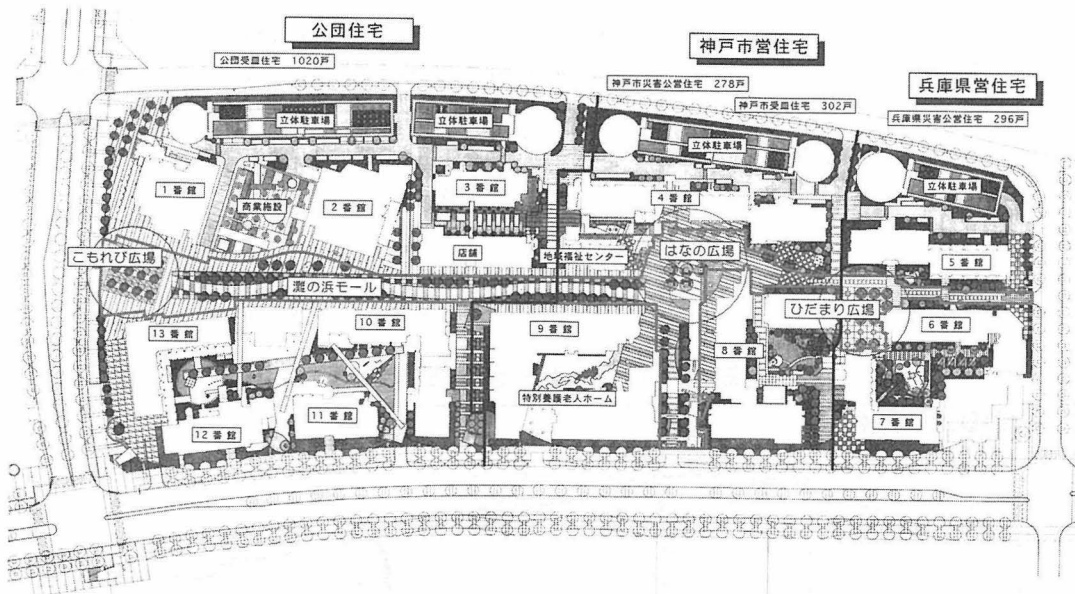 公団住宅
公団受皿住宅 1020戸
神戸市営住宅
神戸市災害公営住宅 278戸
神戸市受皿住宅 302戸
兵庫県営住宅
兵庫県災害公営住宅 296戸
立体駐車場
立体駐車場
立体駐車場
立体駐車場
1番館
商業施設
2番館
3番館
4番館
店舗
地域福祉センター
はなの広場
5番館
こもれび広場
灘の浜モール
ひだまり広場
13番館
10番館
9番館
8番館
6番館
特別養護老人ホーム
11番館
12番館
7番館